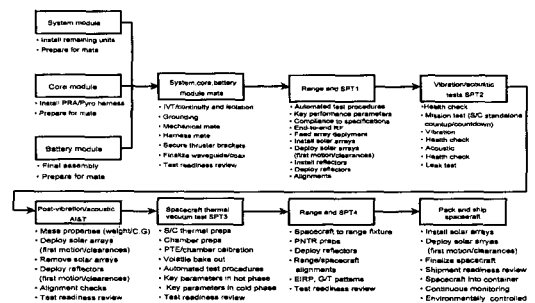 System module
• Install remaining units
• Prepare for mate
Core module
• Install PRA/Pyro harness
• Prepare for mate
Battery module
• Final assembly
• Prepare for mate
System, core, battery
module mate
• IVT/continuity and isolation
• Grounding
• Mechanical mate
• Harness mate
• Secure thruster brackets
• Finalize waveguide/coax
• Test readiness review
Range and SPT1
• Automated test procedures
• Key performance parameters
• Compliance to specifications
• End-to-end RF
• Feed array deployment
• Install solar arrays
• Deploy solar arrays
(first motion/clearances)
• Install reflectors
• Deploy reflectors
• Alignments
Vibration/acoustic
tests SPT2
• Health check
• Mission test (S/C standalone
countup/countdown)
• Vibration
• Health check
• Acoustic
• Health check
• Leak test
Post-vibration/acoustic
AI&T
• Mass properties (weight/C.G)
• Deploy solar arrays
(first motion/clearances)
• Remove solar arrays
• Deploy reflectors
(first motion/clearances)
• Alignment checks
• Test readiness review
Spacecraft thermal
vacuum test SPT3
• S/C thermal preps
• Chamber preps
• PTE/chamber calibration
• Volatile bake out
• Automated test procedures
• Key parameters in hot phase
• Key parameters in cold phase
• Test readiness review
Range and SPT4
• Spacecraft to range fixture
• PNTR preps
• Deploy reflectors
• Range/spacecraft
alignments
• EIRP, G/T patterns
• Test readiness review
Pack and ship
spacecraft
• Install solar arrays
• Deploy solar arrays
(first motion/clearances)
• Finalize spacecraft
• Shipment readiness review
• Spacecraft into container
• Continuous monitoring
• Environmentally controlled